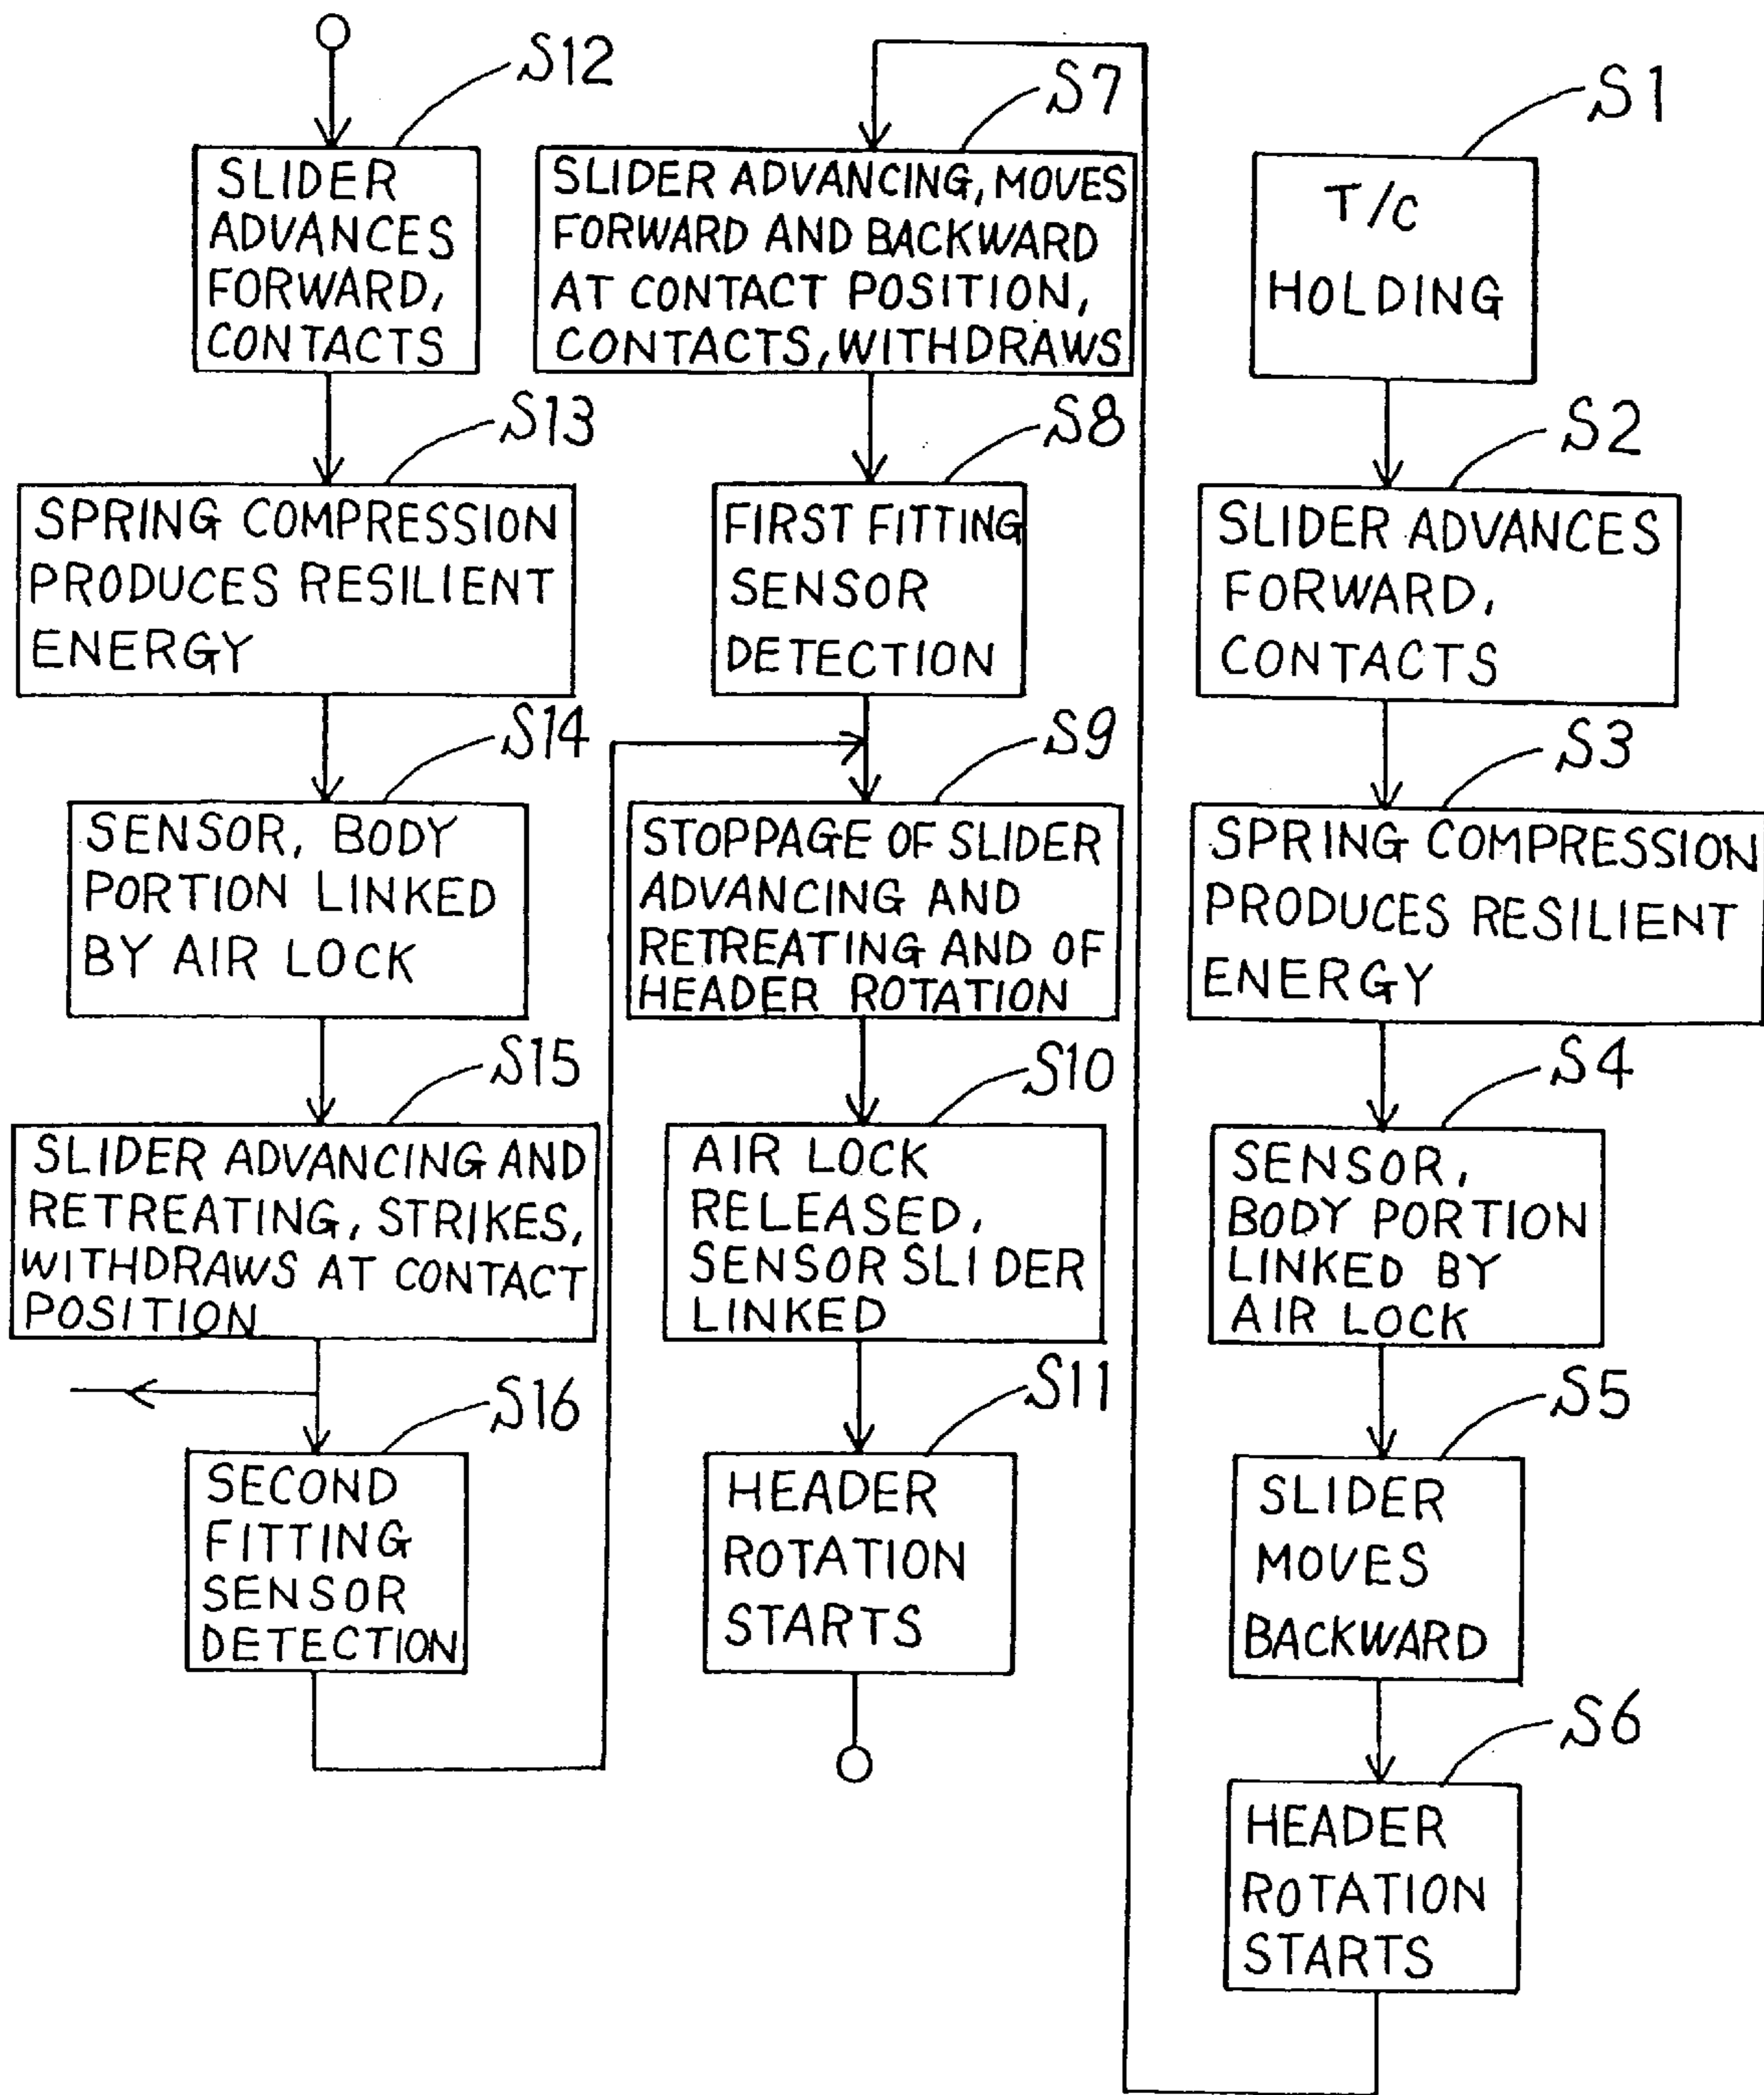 S1
T/C
HOLDING
S2
SLIDER ADVANCES
FORWARD,
CONTACTS
S3
SPRING COMPRESSION
PRODUCES RESILIENT
ENERGY
S4
SENSOR,
BODY PORTION
LINKED BY
AIR LOCK
S5
SLIDER
MOVES
BACKWARD
S6
HEADER
ROTATION
STARTS
S7
SLIDER ADVANCING, MOVES
FORWARD AND BACKWARD
AT CONTACT POSITION,
CONTACTS, WITHDRAWS
S8
FIRST FITTING
SENSOR
DETECTION
S9
STOPPAGE OF SLIDER
ADVANCING AND
RETREATING AND OF
HEADER ROTATION
S10
AIR LOCK
RELEASED,
SENSOR SLIDER
LINKED
S11
HEADER
ROTATION
STARTS
S12
SLIDER
ADVANCES
FORWARD,
CONTACTS
S13
SPRING COMPRESSION
PRODUCES RESILIENT
ENERGY
S14
SENSOR, BODY
PORTION LINKED
BY AIR LOCK
S15
SLIDER ADVANCING AND
RETREATING, STRIKES,
WITHDRAWS AT CONTACT
POSITION
S16
SECOND
FITTING
SENSOR
DETECTION